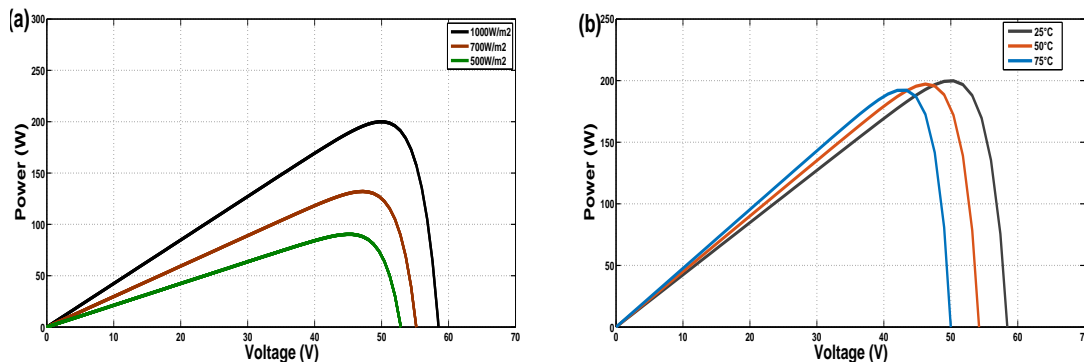 (a)
300
250
200
150
100
50
0
Power (W)
1000W/m2
700W/m2
500W/m2
0 10 20 30 40 50 60 70
Voltage (V)
(b)
250
200
150
100
50
0
Power (W)
25°C
50°C
75°C
0 10 20 30 40 50 60
Voltage (V)